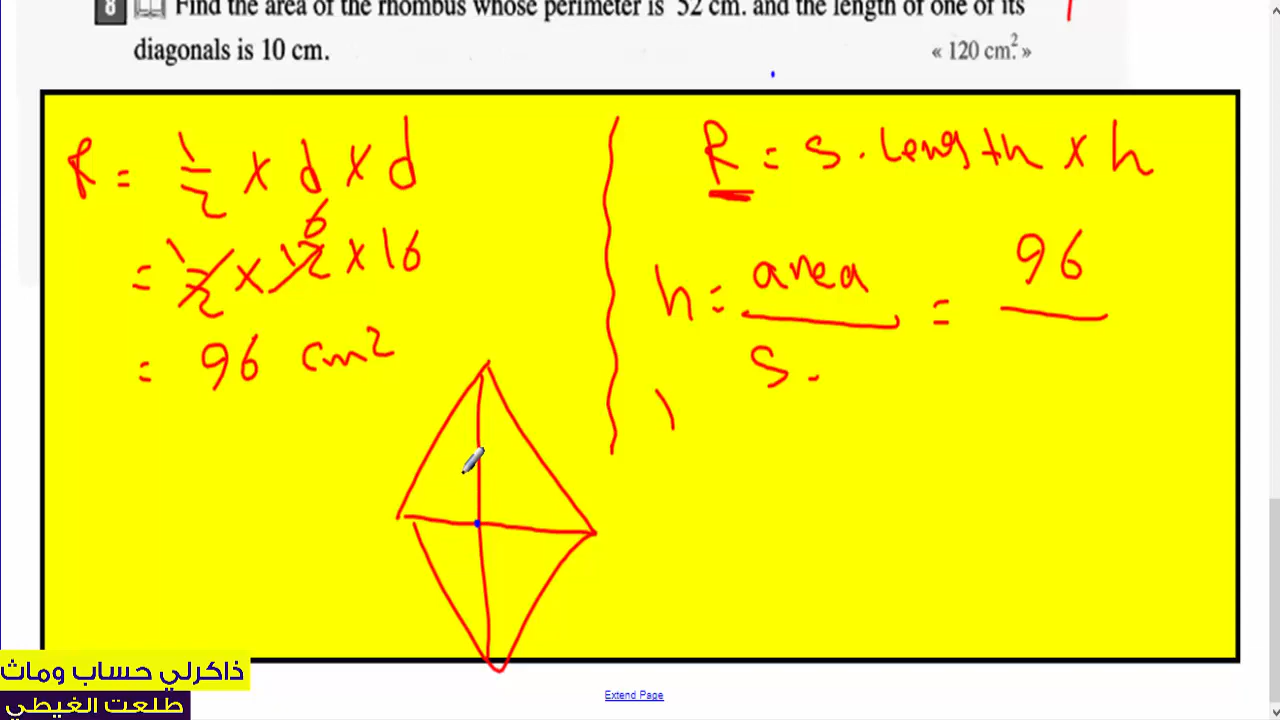 8 Find the area of the rhombus whose perimeter is 52 cm. and the length of one of its
diagonals is 10 cm.
« 120 cm.² »
R = 1/2 × d × d
= 1/2 × 12 × 16
6
= 96 cm²
R = S. Length × h
h = area / S. = 96
ذاكرلي حساب وماث
طلعت الغيطي
Extend Page